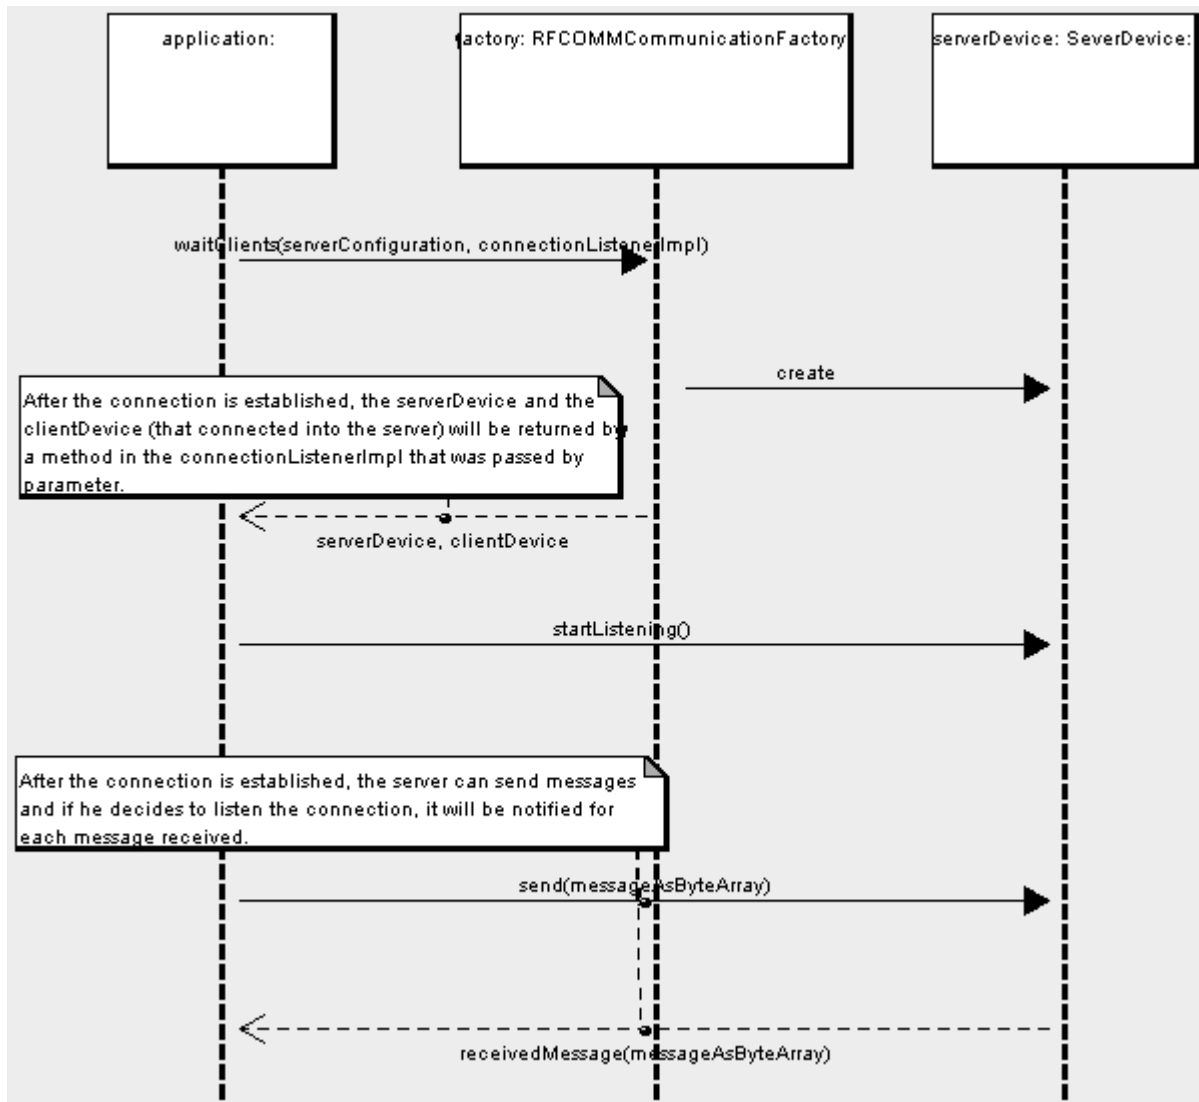 application:
factory: RFCOMMCommunicationFactory
serverDevice: SeverDevice:
waitClients(serverConfiguration, connectionListenerImpl)
create
After the connection is established, the serverDevice and the
clientDevice (that connected into the server) will be returned by
a method in the connectionListenerImpl that was passed by
parameter.
serverDevice, clientDevice
startListening()
After the connection is established, the server can send messages
and if he decides to listen the connection, it will be notified for
each message received.
send(messageAsByteArray)
receivedMessage(messageAsByteArray)